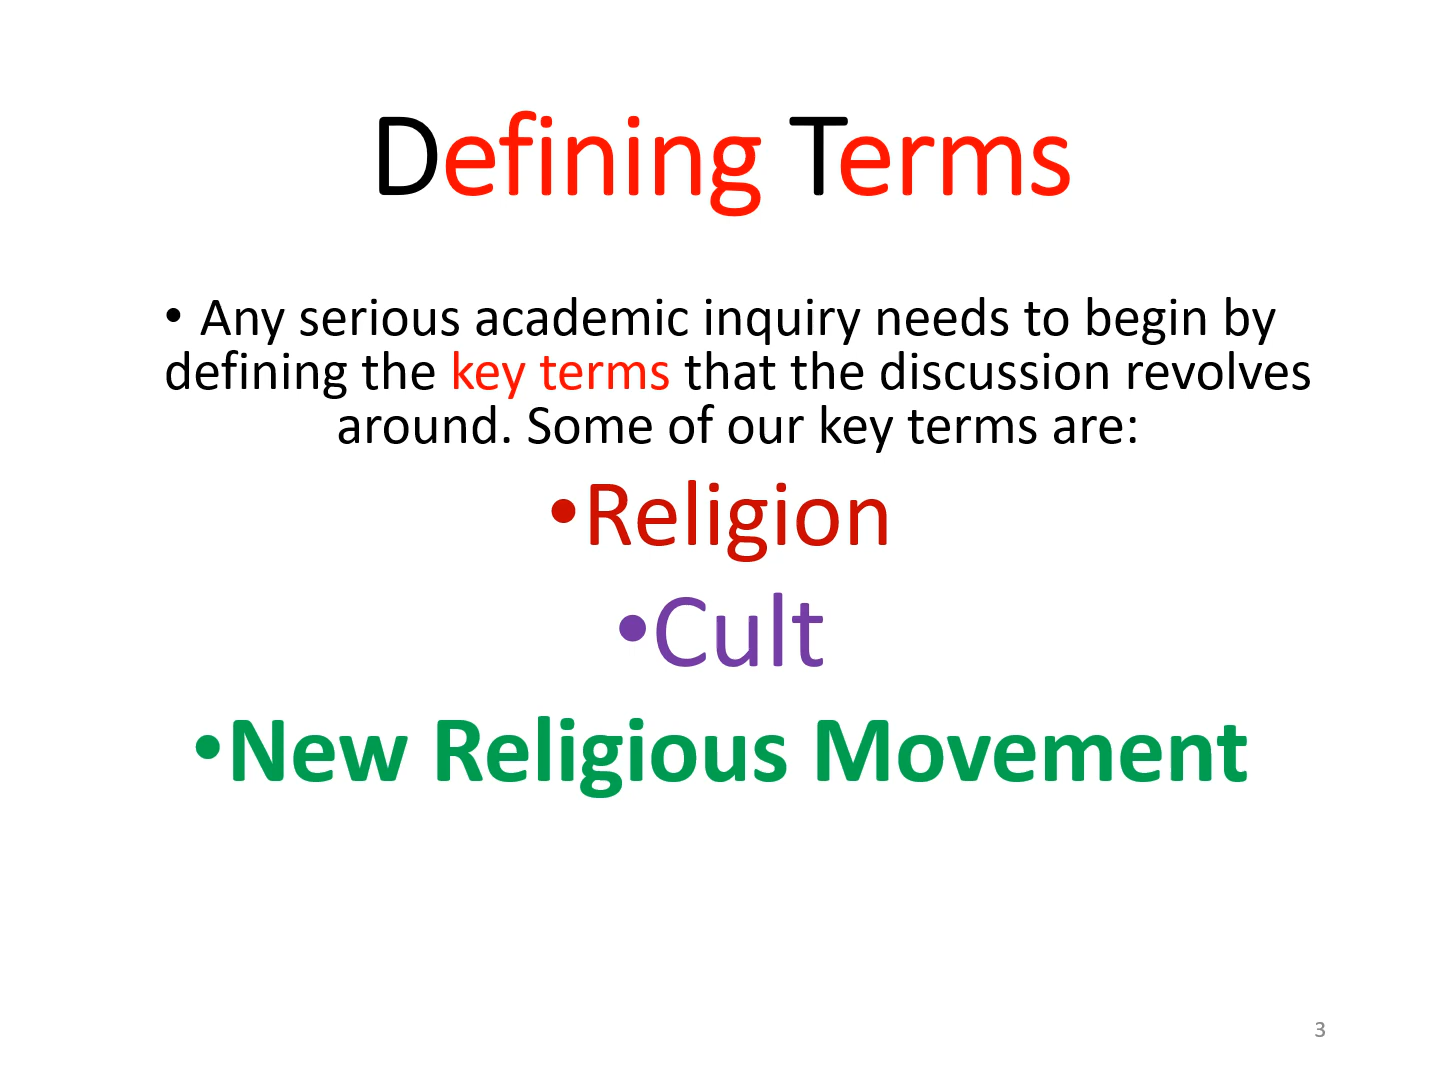 Defining Terms
• Any serious academic inquiry needs to begin by
defining the key terms that the discussion revolves
around. Some of our key terms are:
•Religion
•Cult
•New Religious Movement
3